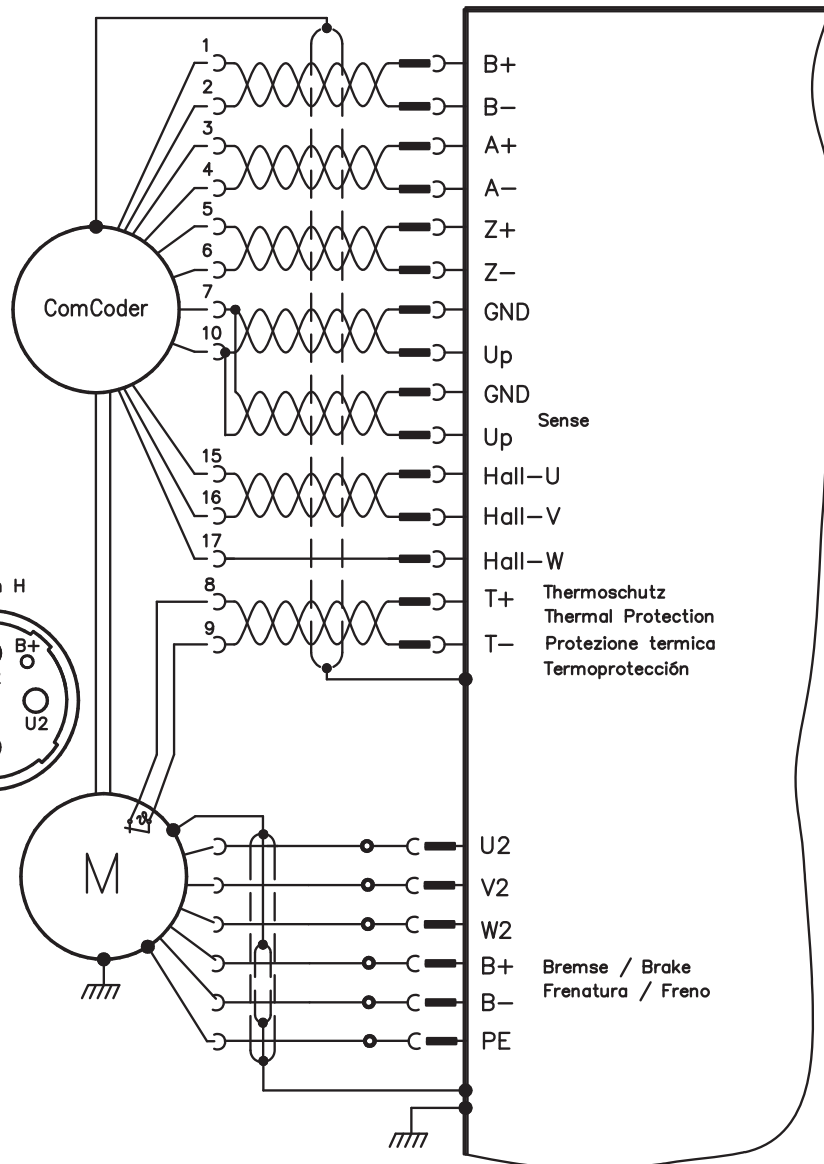 1 B+
2 B-
3 A+
4 A-
5 Z+
6 Z-
ComCoder
7 GND
10 Up
GND
Up Sense
15 Hall-U
16 Hall-V
17 Hall-W
8 T+ Thermoschutz
Thermal Protection
9 T- Protezione termica
Termoprotección
H
B+
U2
M
ϑ
U2
V2
W2
B+ Bremse / Brake
B- Frenatura / Freno
PE